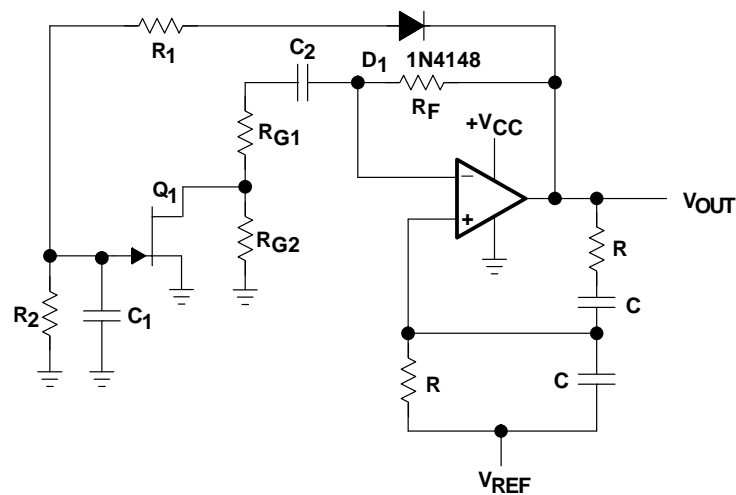 R1
C2
D1 1N4148
RF
RG1
+VCC
Q1
−
+
VOUT
RG2
R
C
R2
C1
R
C
VREF